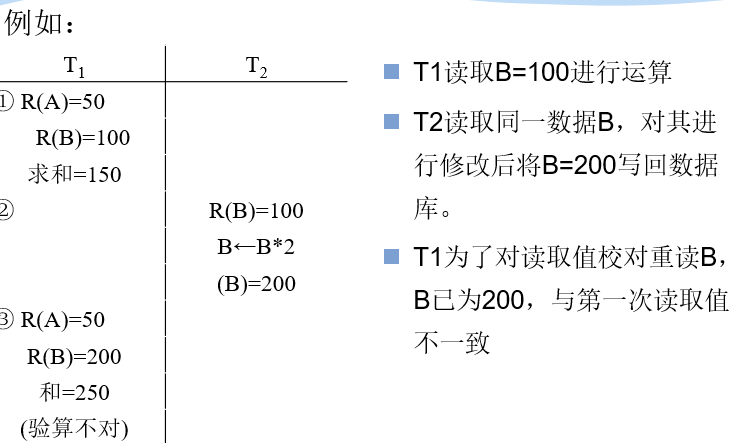 例如：
T1 T2
① R(A)=50
R(B)=100
求和=150
② R(B)=100
B←B*2
(B)=200
③ R(A)=50
R(B)=200
和=250
(验算不对)
T1读取B=100进行运算
T2读取同一数据B，对其进
行修改后将B=200写回数据
库。
T1为了对读取值校对重读B，
B已为200，与第一次读取值
不一致